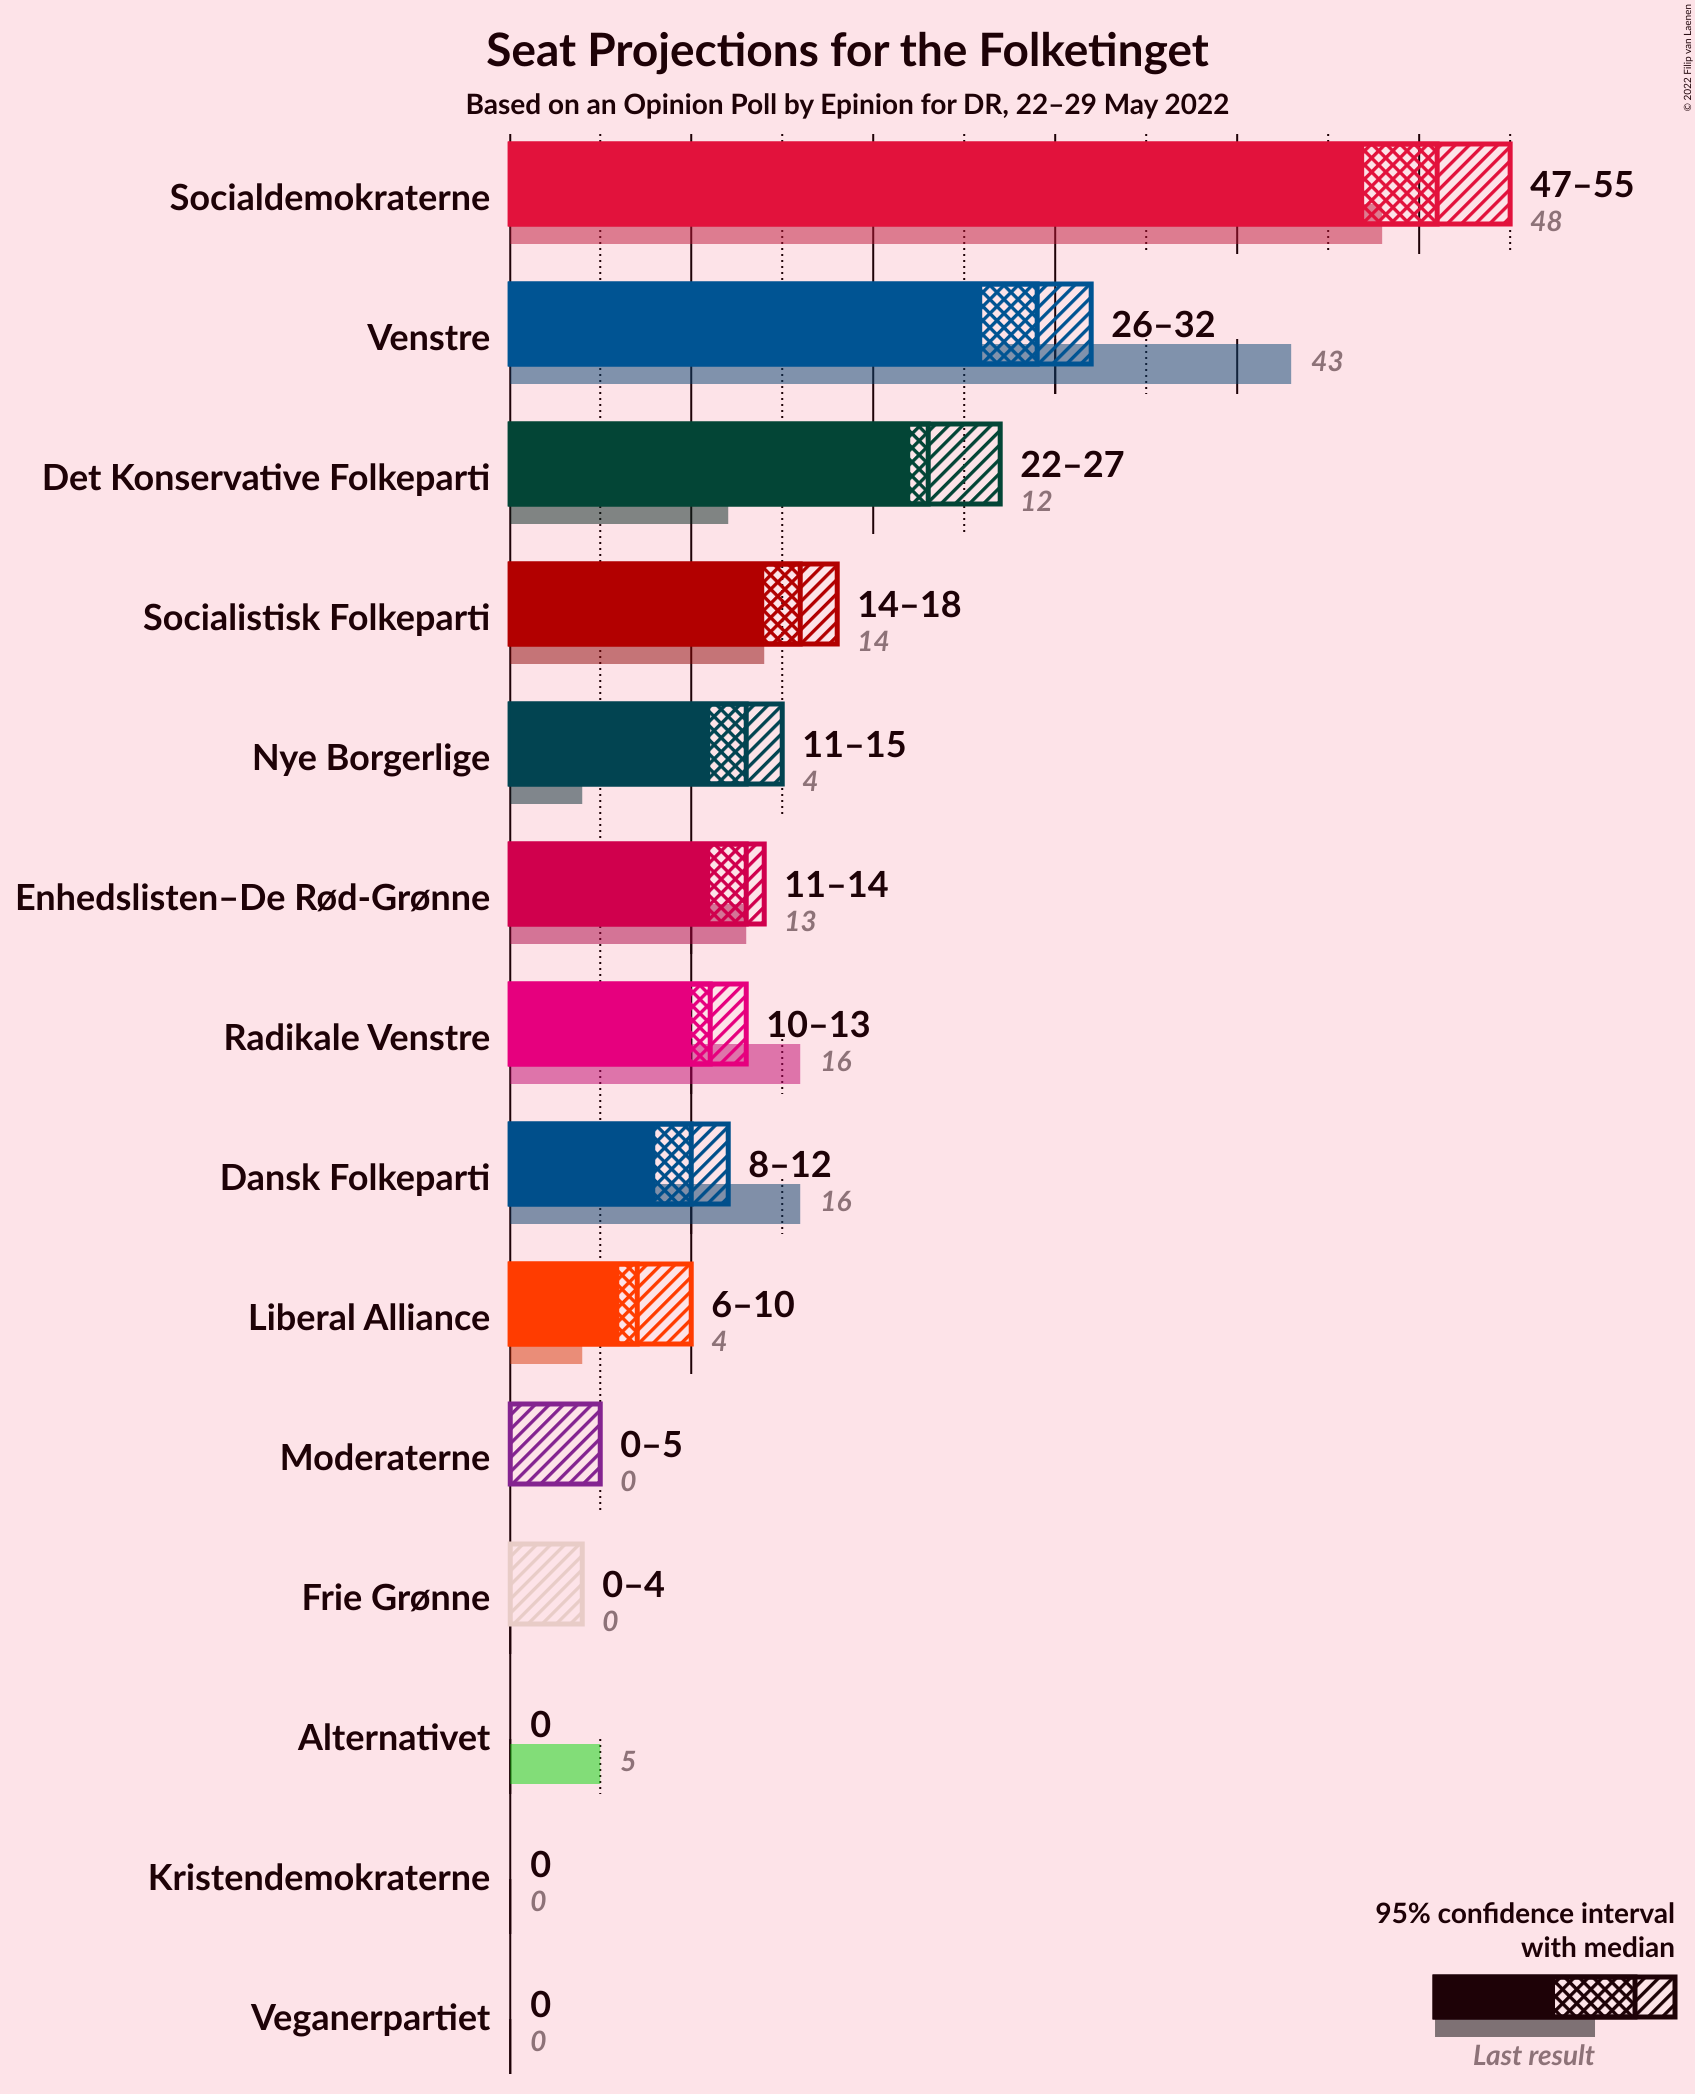 © 2022 Filip van Laenen
Seat Projections for the Folketinget
Based on an Opinion Poll by Epinion for DR, 22–29 May 2022
Socialdemokraterne
47–55
48
Venstre
26–32
43
Det Konservative Folkeparti
22–27
12
Socialistisk Folkeparti
14–18
14
Nye Borgerlige
11–15
4
Enhedslisten–De Rød-Grønne
11–14
13
Radikale Venstre
10–13
16
Dansk Folkeparti
8–12
16
Liberal Alliance
6–10
4
Moderaterne
0–5
0
Frie Grønne
0–4
0
Alternativet
0
5
Kristendemokraterne
0
0
Veganerpartiet
0
0
95% confidence interval
with median
Last result